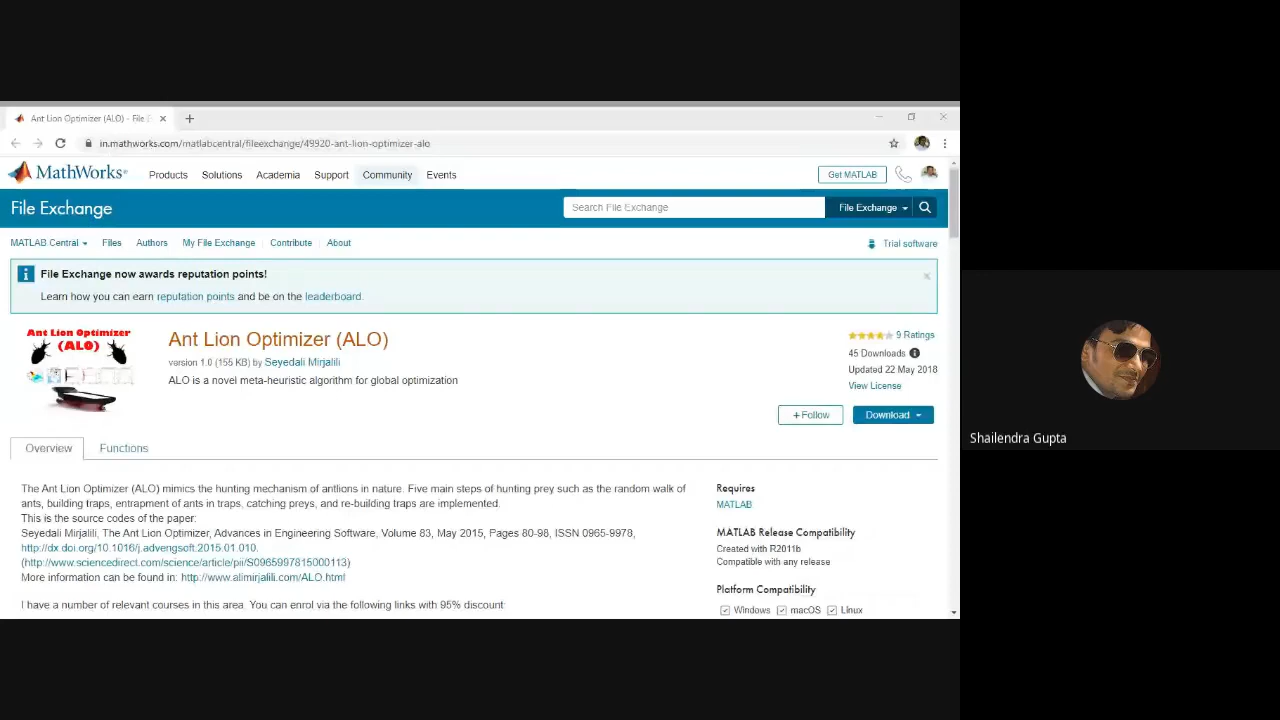 Ant Lion Optimizer (ALO) - File E
in.mathworks.com/matlabcentral/fileexchange/49920-ant-lion-optimizer-alo
MathWorks®
Products Solutions Academia Support Community Events
Get MATLAB
File Exchange
Search File Exchange
File Exchange
MATLAB Central Files Authors My File Exchange Contribute About
Trial software
File Exchange now awards reputation points!
Learn how you can earn reputation points and be on the leaderboard.
Ant Lion Optimizer
(ALO)
Ant Lion Optimizer (ALO)
version 1.0 (155 KB) by Seyedali Mirjalili
ALO is a novel meta-heuristic algorithm for global optimization
9 Ratings
45 Downloads
Updated 22 May 2018
View License
+ Follow
Download
Overview Functions
The Ant Lion Optimizer (ALO) mimics the hunting mechanism of antlions in nature. Five main steps of hunting prey such as the random walk of
ants, building traps, entrapment of ants in traps, catching preys, and re-building traps are implemented.
This is the source codes of the paper:
Seyedali Mirjalili, The Ant Lion Optimizer, Advances in Engineering Software, Volume 83, May 2015, Pages 80-98, ISSN 0965-9978,
http://dx.doi.org/10.1016/j.advengsoft.2015.01.010.
(http://www.sciencedirect.com/science/article/pii/S0965997815000113)
More information can be found in: http://www.alimirjalili.com/ALO.html
I have a number of relevant courses in this area. You can enrol via the following links with 95% discount:
Requires
MATLAB
MATLAB Release Compatibility
Created with R2011b
Compatible with any release
Platform Compatibility
Windows macOS Linux
Shailendra Gupta